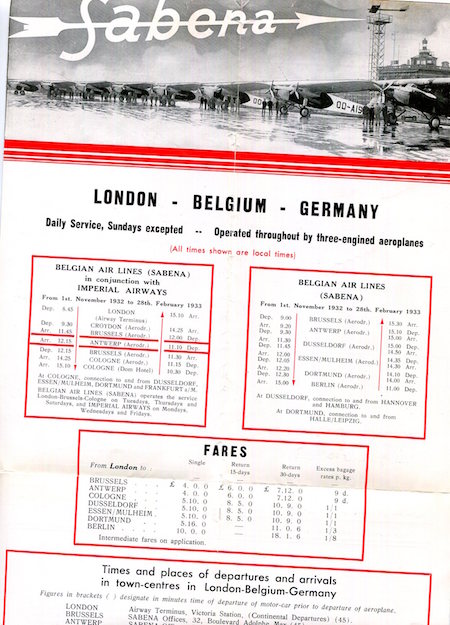 Sabena
OO-AIS
LONDON - BELGIUM - GERMANY
Daily Service, Sundays excepted -- Operated throughout by three-engined aeroplanes
(All times shown are local times)
BELGIAN AIR LINES (SABENA)
in conjunction with
IMPERIAL AIRWAYS
From 1st. November 1932 to 28th. February 1933
Dep. 8.45 LONDON 15.10 Arr.
(Airway Terminus)
Dep. 9.30 CROYDON (Aerodr.) 14.25 Arr.
Arr. 11.45 BRUSSELS (Aerodr.) 12.00 Dep.
Arr. 12.15 ANTWERP (Aerodr.) 11.10 Dep.
Dep. 12.15 BRUSSELS (Aerodr.) 11.30 Arr.
Arr. 14.25 COLOGNE (Aerodr.) 11.15 Dep.
Arr. 15.10 COLOGNE (Dom Hotel) 10.30 Dep.
At COLOGNE, connection to and from DUSSELDORF,
ESSEN/MULHEIM, DORTMUND and FRANKFURT a/M.
BELGIAN AIR LINES (SABENA) operates the service
London-Brussels-Cologne on Tuesdays, Thursdays and
Saturdays, and IMPERIAL AIRWAYS on Mondays,
Wednesdays and Fridays.
BELGIAN AIR LINES
(SABENA)
From 1st. November 1932 to 28th. February 1933
Dep. 9.00 BRUSSELS (Aerodr.) 15.30 Arr.
Arr. 9.20 ANTWERP (Aerodr.) 15.10 Dep.
Dep. 9.30 15.00 Arr.
Arr. 11.30 DUSSELDORF (Aerodr.) 15.00 Dep.
Dep. 11.45 14.50 Arr.
Arr. 12.00 ESSEN/MULHEIM (Aerodr.) 14.35 Dep.
Dep. 12.05 14.30 Arr.
Arr. 12.20 DORTMUND (Aerodr.) 14.14 Dep.
Dep. 12.30 14.05 Arr.
Arr. 15.00 BERLIN (Aerodr.) 11.00 Dep.
At DUSSELDORF, connection to and from HANNOVER
and HAMBURG.
At DORTMUND, connection to and from
HALLE/LEIPZIG.
FARES
From London to Single Return 15-days Return 30-days Excess bagage rates p. kg.
BRUSSELS £ 4. 0. 0 £ 6. 0. 0 £ 7.12. 0 9 d.
ANTWERP 4. 0. 0 6. 0. 0 7.12. 0 9 d.
COLOGNE 5.10. 0 8. 5. 0 10. 9. 0 1/1
DUSSELDORF 5.10. 0 8. 5. 0 10. 9. 0 1/1
ESSEN/MULHEIM 5.10. 0 8. 5. 0 10. 9. 0 1/1
DORTMUND 5.16. 0 — 11. 0. 6 1/3
BERLIN 10. 0. 0 — 18. 1. 6 1/8
Intermediate fares on application.
Times and places of departures and arrivals
in town-centres in London-Belgium-Germany
Figures in brackets ( ) designate in minutes time of departure of motor-car prior to departure of aeroplane.
LONDON Airway Terminus, Victoria Station, (Continental Departures) (45).
BRUSSELS SABENA Offices, 32, Boulevard Adolphe Max (45).
ANTWERP